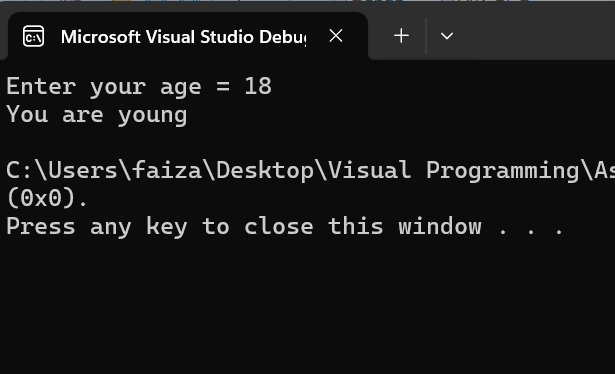 Microsoft Visual Studio Debu
Enter your age = 18
You are young
C:\Users\faiza\Desktop\Visual Programming\As
(0x0).
Press any key to close this window . . .